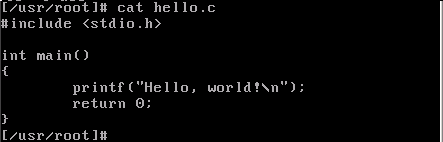 [/usr/root]# cat hello.c
#include <stdio.h>
int main()
{
printf("Hello, world!\n");
return 0;
}
[/usr/root]#